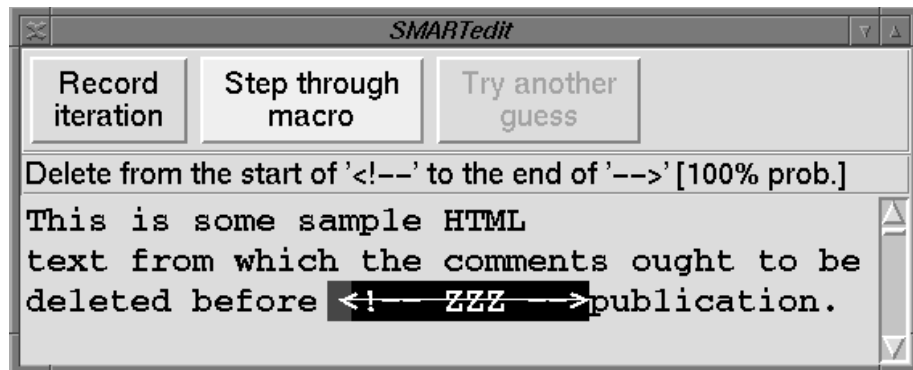 SMARTedit
Record
iteration
Step through
macro
Try another
guess
Delete from the start of '<!--' to the end of '-->' [100% prob.]
This is some sample HTML
text from which the comments ought to be
deleted before <!-- ZZZ -->publication.